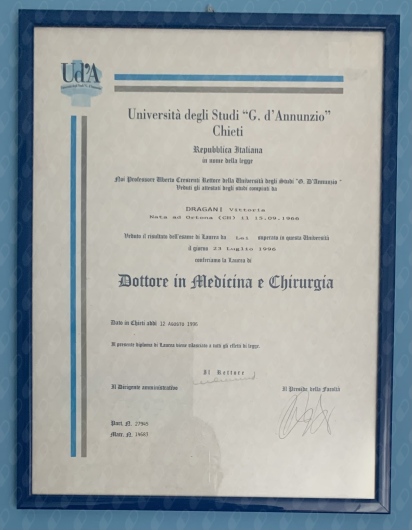 Ud'A
Università degli Studi "G. d'Annunzio"
Chieti
Repubblica Italiana
in nome della legge
Noi Professore Uberto Crescenti Rettore della Università degli Studi "G. D'Annunzio"
Veduti gli attestati degli studi compiuti da
DRAGANI Vittoria
Nata ad Ortona (CH) il 15.09.1968
Veduto il risultato dell'esame di Laurea da Lei superato in questa Università
il giorno 23 Luglio 1996
conferiamo la Laurea di
Dottore in Medicina e Chirurgia
Dato in Chieti addì 12 Agosto 1996
Il presente diploma di Laurea viene rilasciato a tutti gli effetti di legge.
Il Rettore
Il Dirigente amministrativo Il Preside della Facoltà
Part. N. 27945
Matr. N.